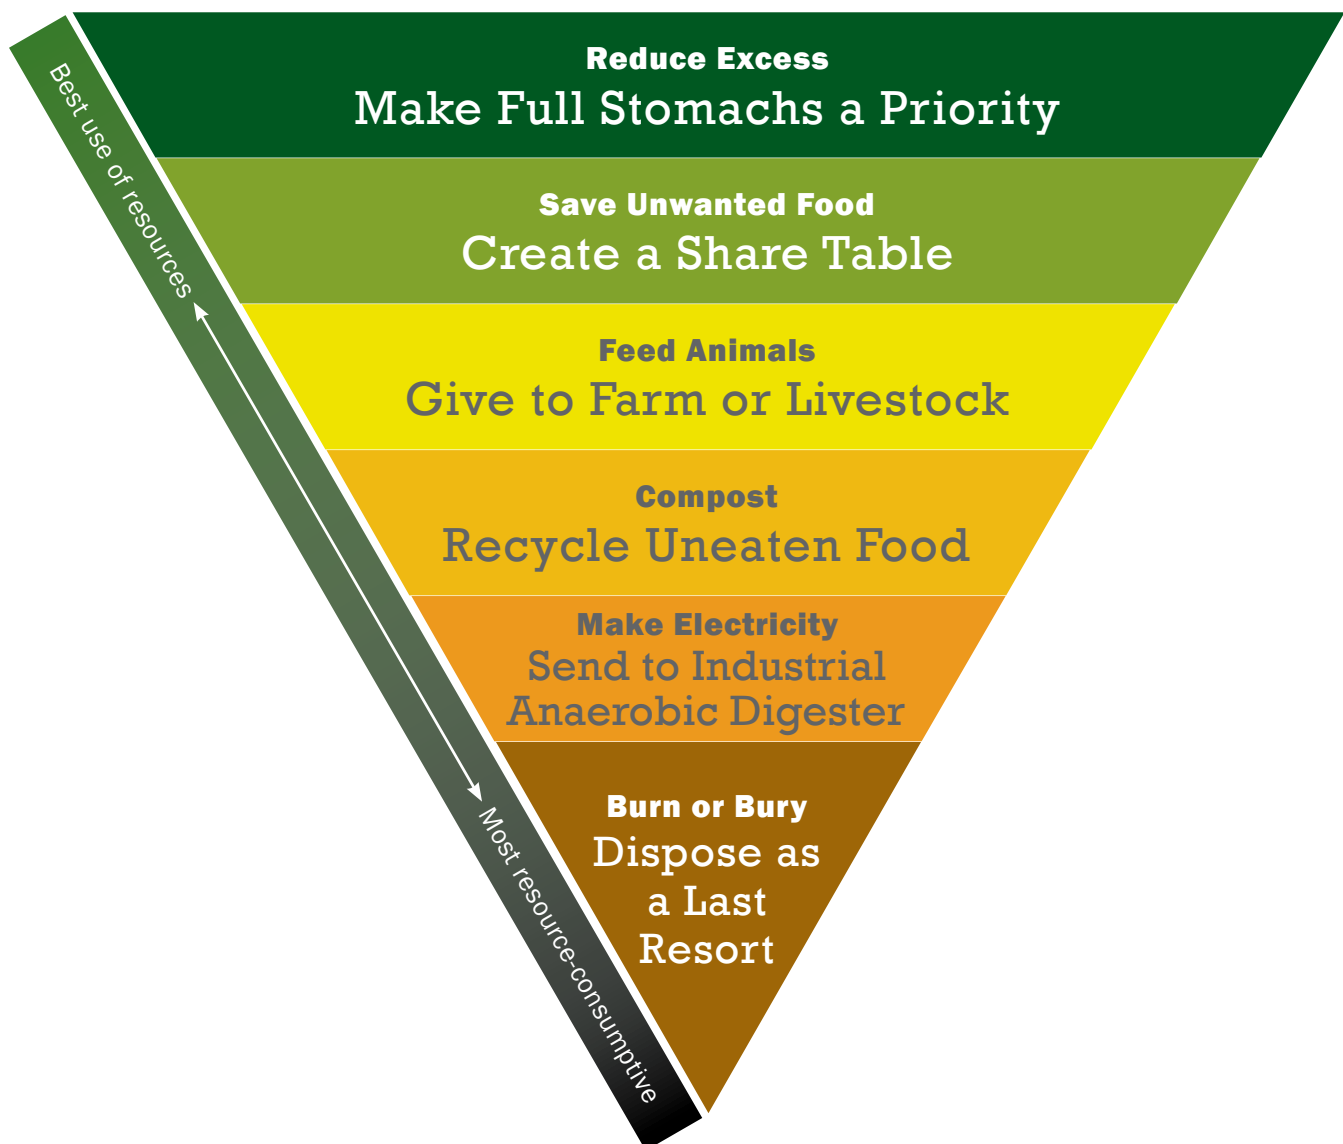 Reduce Excess
Make Full Stomachs a Priority
Best use of resources
Save Unwanted Food
Create a Share Table
Feed Animals
Give to Farm or Livestock
Compost
Recycle Uneaten Food
Make Electricity
Send to Industrial
Anaerobic Digester
Most resource-consumptive
Burn or Bury
Dispose as
a Last
Resort